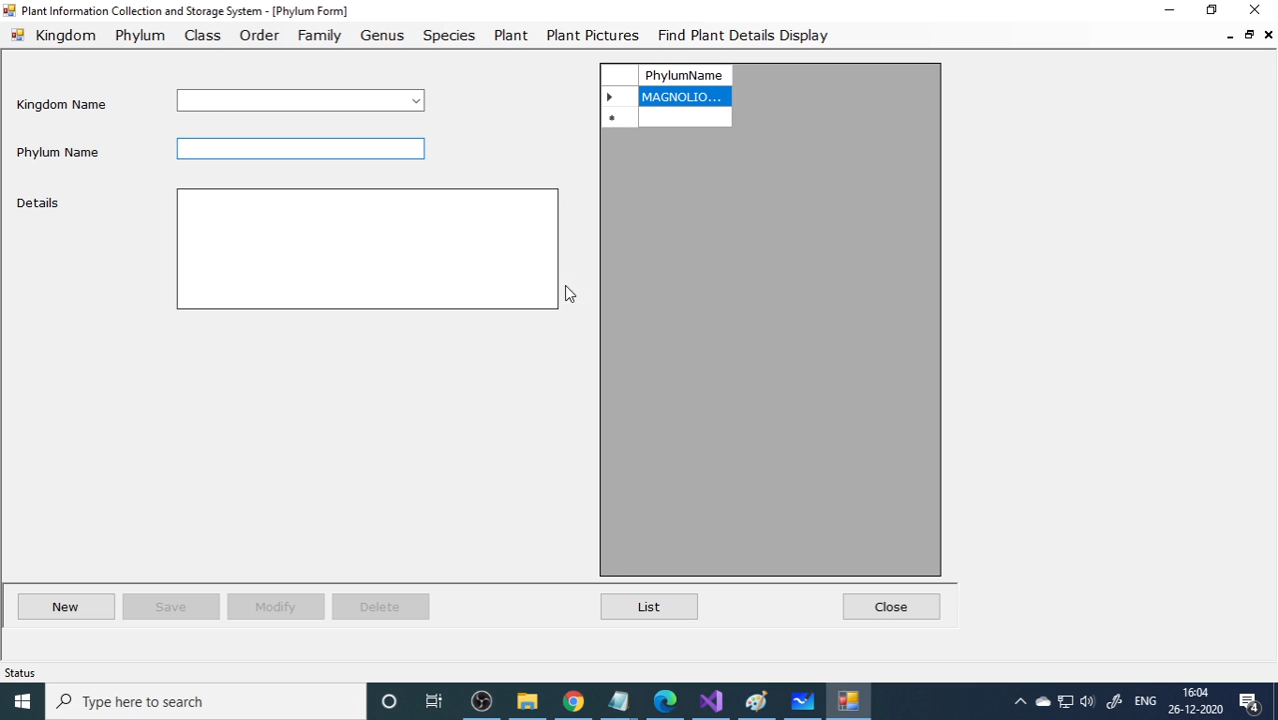 Plant Information Collection and Storage System - [Phylum Form]
Kingdom Phylum Class Order Family Genus Species Plant Plant Pictures Find Plant Details Display
PhylumName
MAGNOLIO...
Kingdom Name
Phylum Name
Details
New Save Modify Delete List Close
Status
Type here to search
ENG
16:04
26-12-2020
4